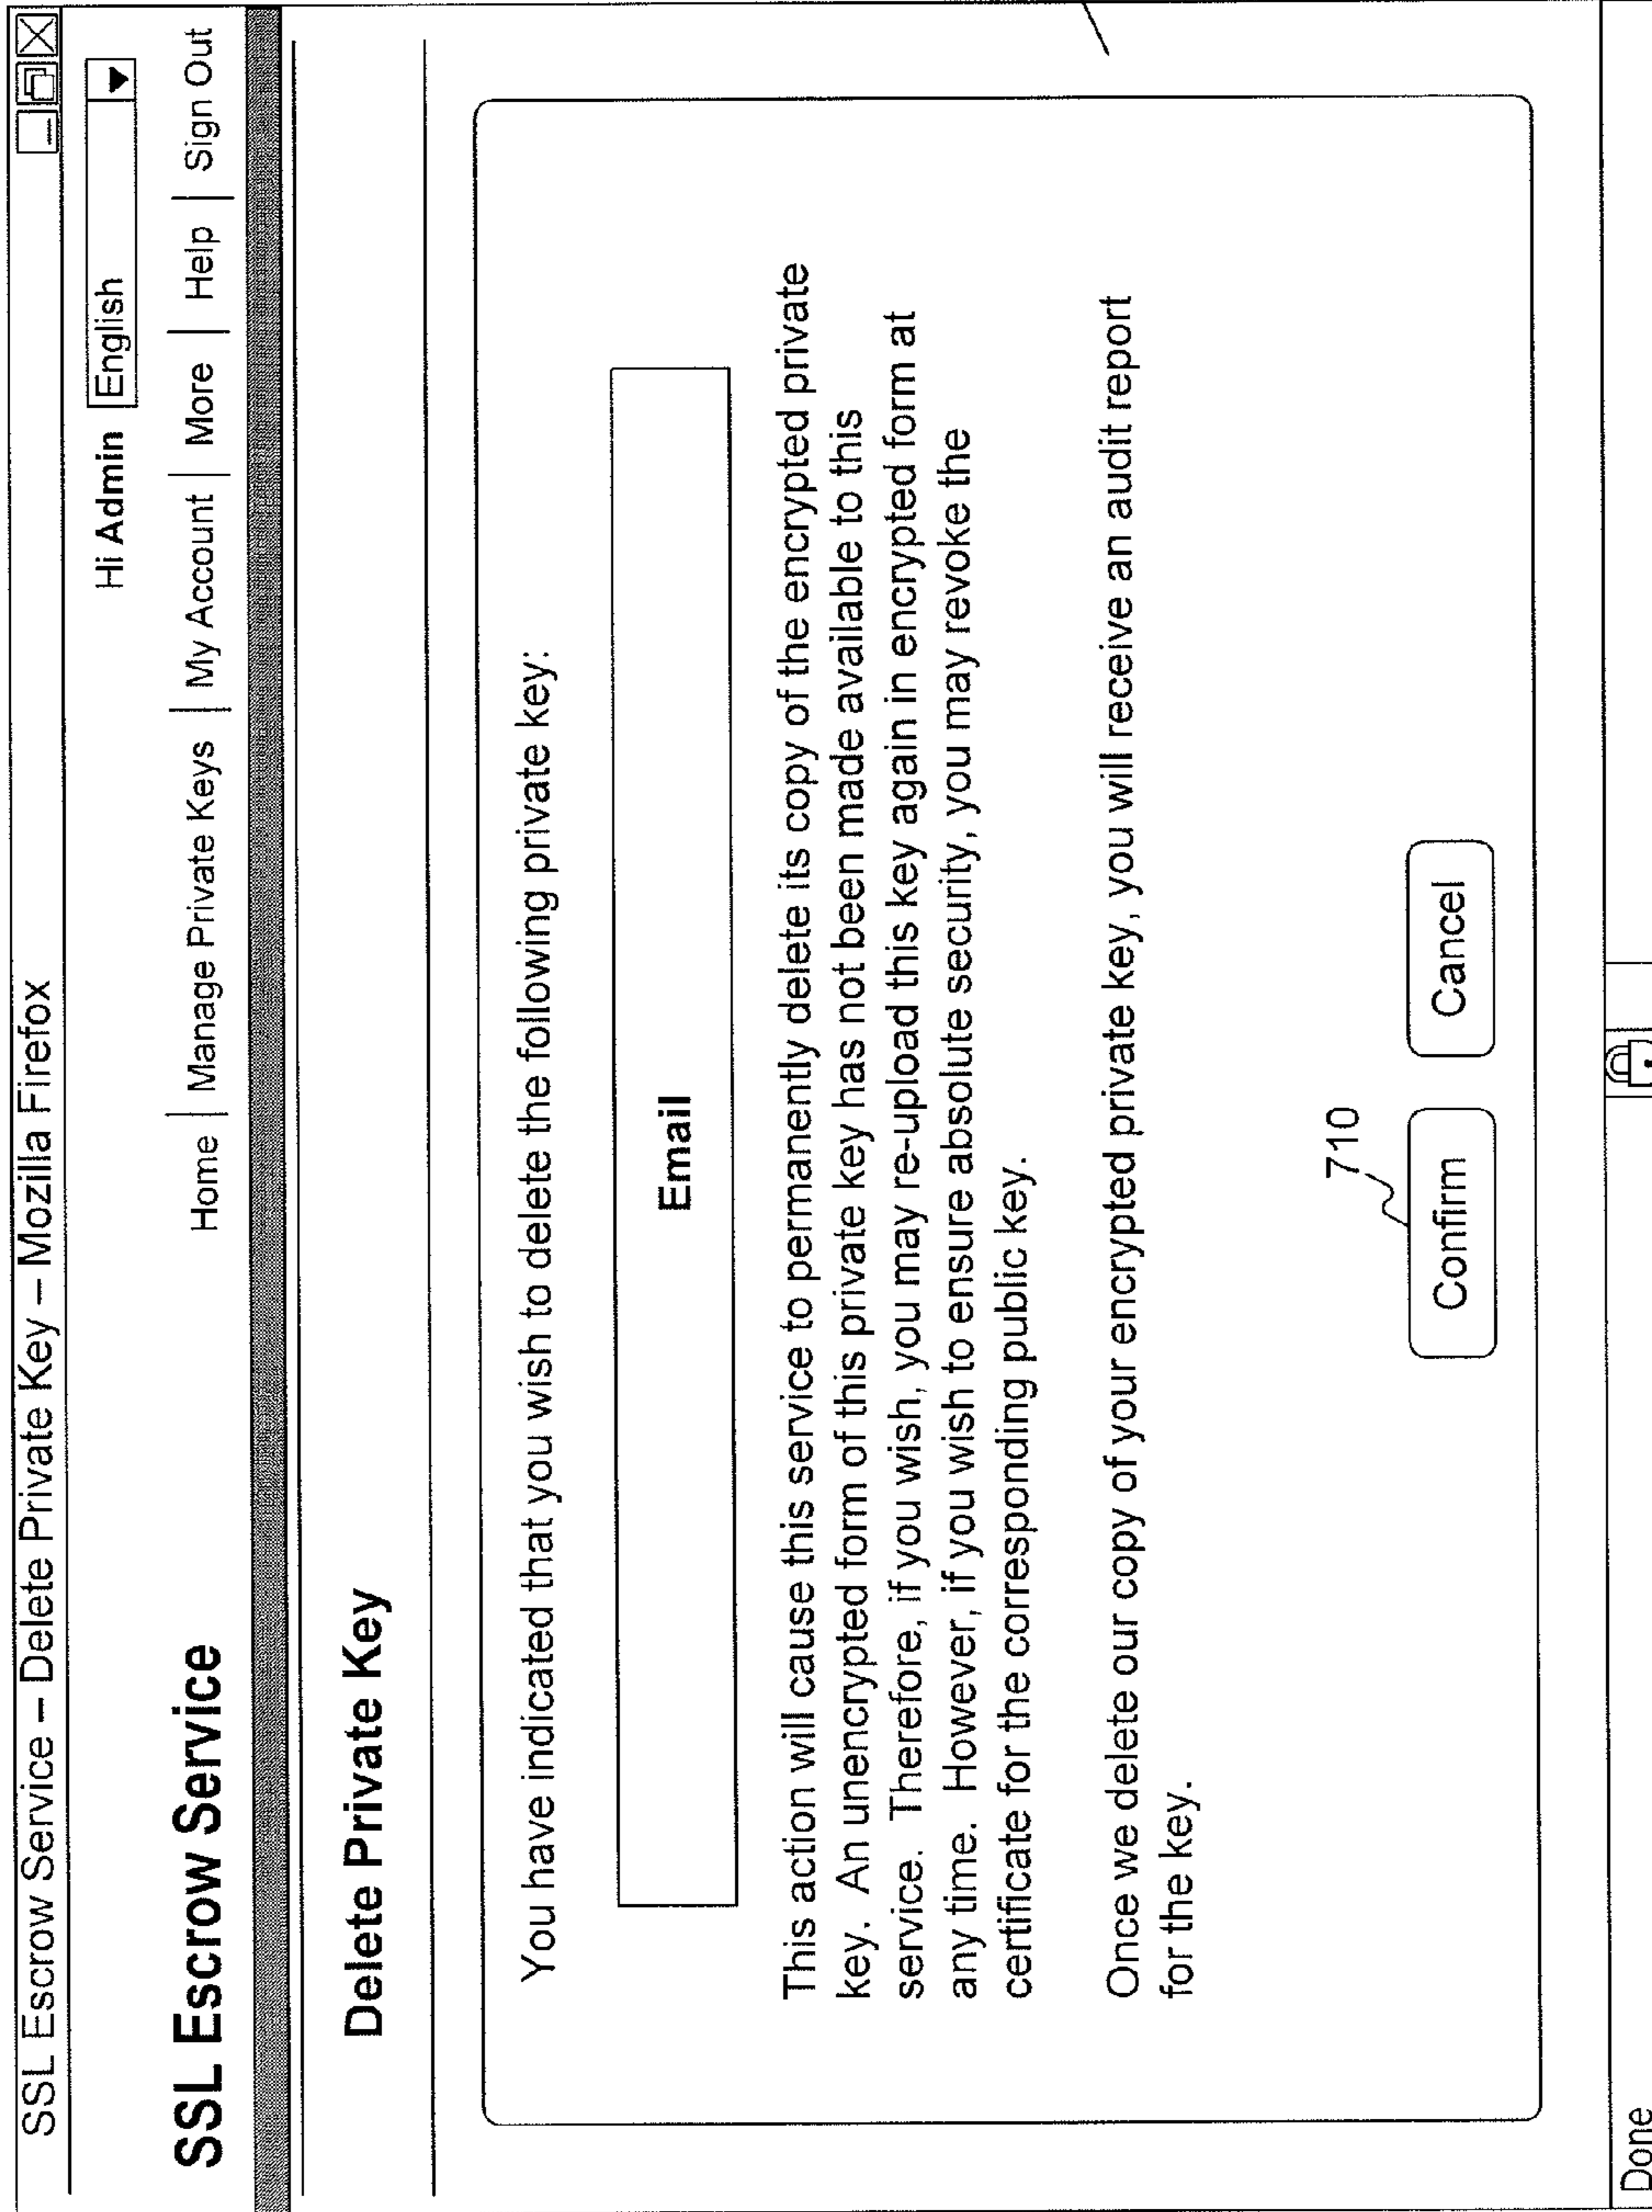 SSL Escrow Service – Delete Private Key – Mozilla Firefox
Hi Admin English
SSL Escrow Service
Home | Manage Private Keys | My Account | More | Help | Sign Out
Delete Private Key
You have indicated that you wish to delete the following private key:
Email
This action will cause this service to permanently delete its copy of the encrypted private
key. An unencrypted form of this private key has not been made available to this
service. Therefore, if you wish, you may re-upload this key again in encrypted form at
any time. However, if you wish to ensure absolute security, you may revoke the
certificate for the corresponding public key.
Once we delete our copy of your encrypted private key, you will receive an audit report
for the key.
710
Confirm Cancel
Done